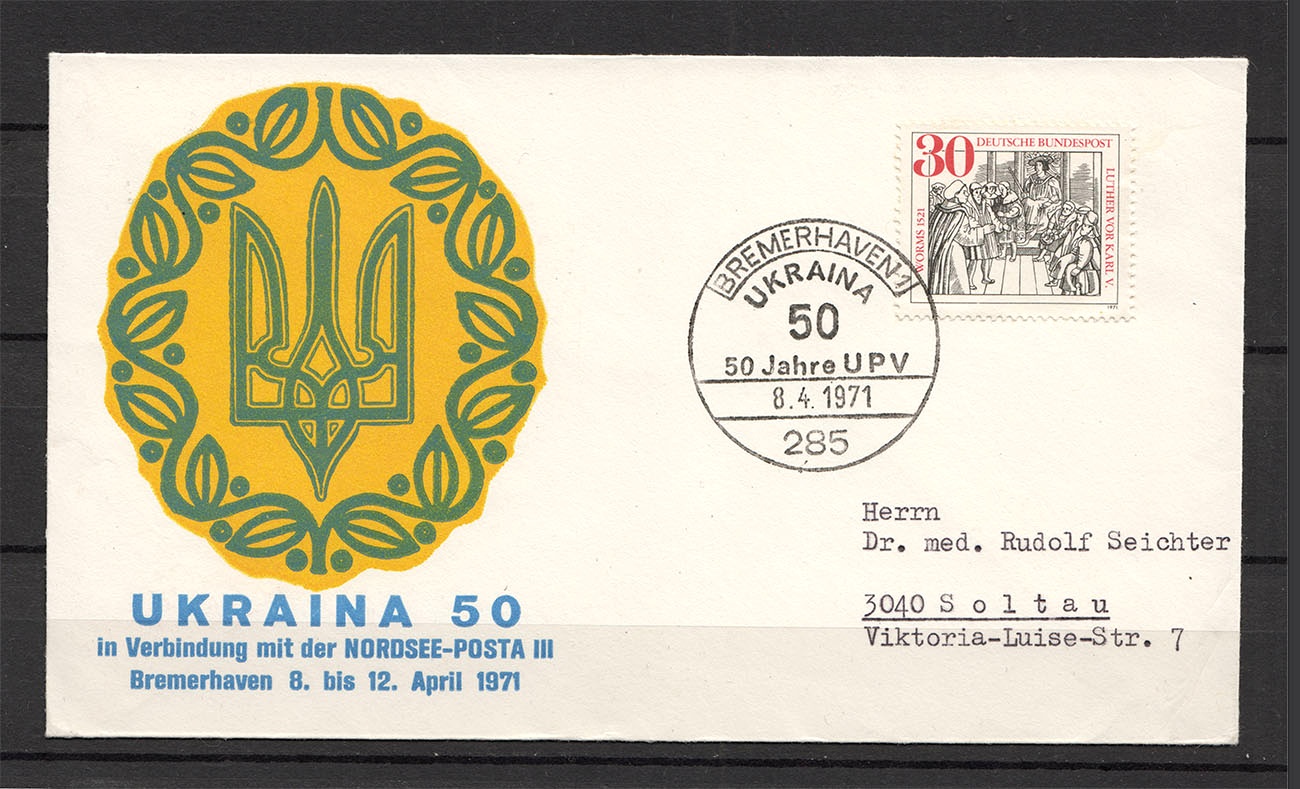 UKRAINA 50
in Verbindung mit der NORDSEE-POSTA III
Bremerhaven 8. bis 12. April 1971
30 DEUTSCHE BUNDESPOST
LUTHER VOR KARL V.
WORMS 1521
1971
BREMERHAVEN-1
UKRAINA
50
50 Jahre UPV
8.4.1971
285
Herrn
Dr. med. Rudolf Seichter
3040 Soltau
Viktoria-Luise-Str. 7